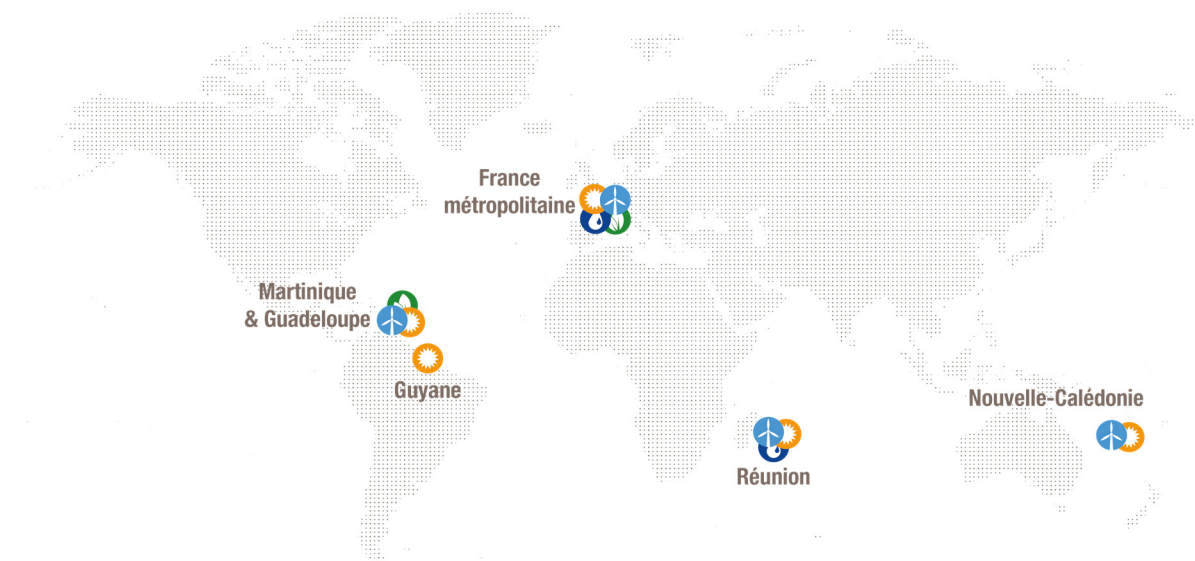 France
métropolitaine
Martinique
& Guadeloupe
Guyane
Nouvelle-Calédonie
Réunion